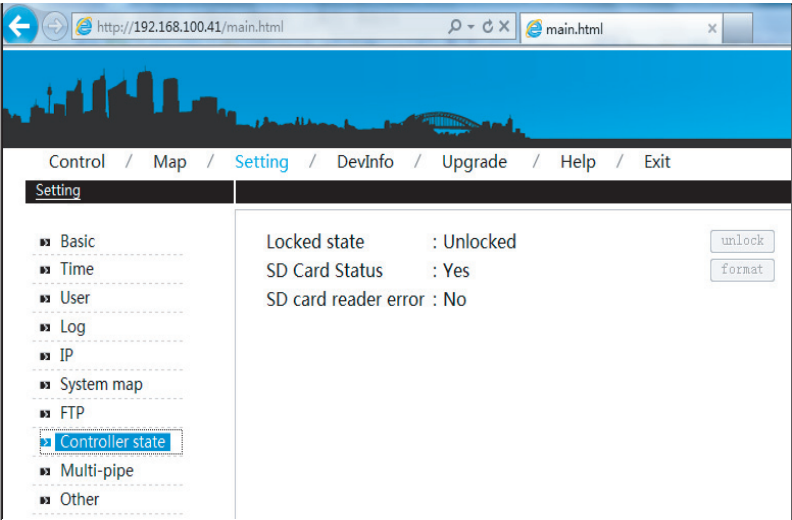 http://192.168.100.41/main.html
main.html
Control / Map / Setting / DevInfo / Upgrade / Help / Exit
Setting
Basic
Time
User
Log
IP
System map
FTP
Controller state
Multi-pipe
Other
Locked state : Unlocked
unlock
SD Card Status : Yes
format
SD card reader error : No